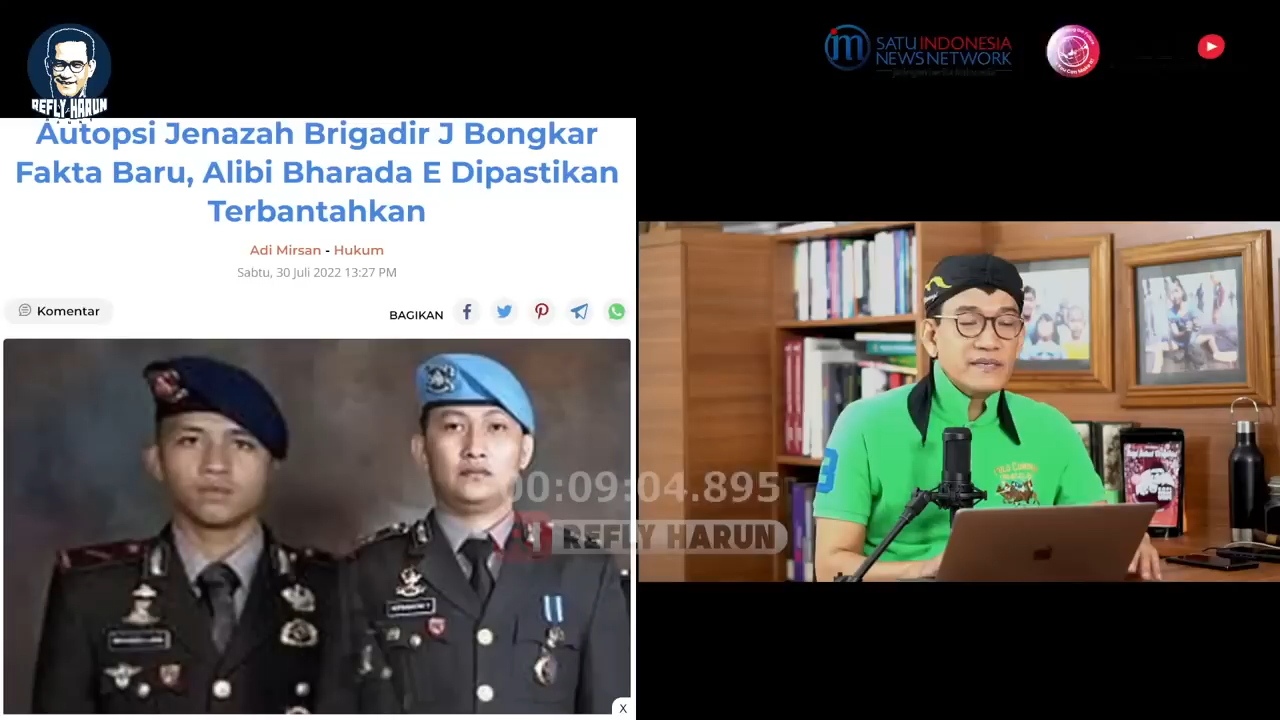 REFLY HARUN
SATU INDONESIA
NEWS NETWORK
Autopsi Jenazah Brigadir J Bongkar
Fakta Baru, Alibi Bharada E Dipastikan
Terbantahkan
Adi Mirsan - Hukum
Sabtu, 30 Juli 2022 13:27 PM
Komentar
BAGIKAN
00:09:04.895
REFLY HARUN
3
X